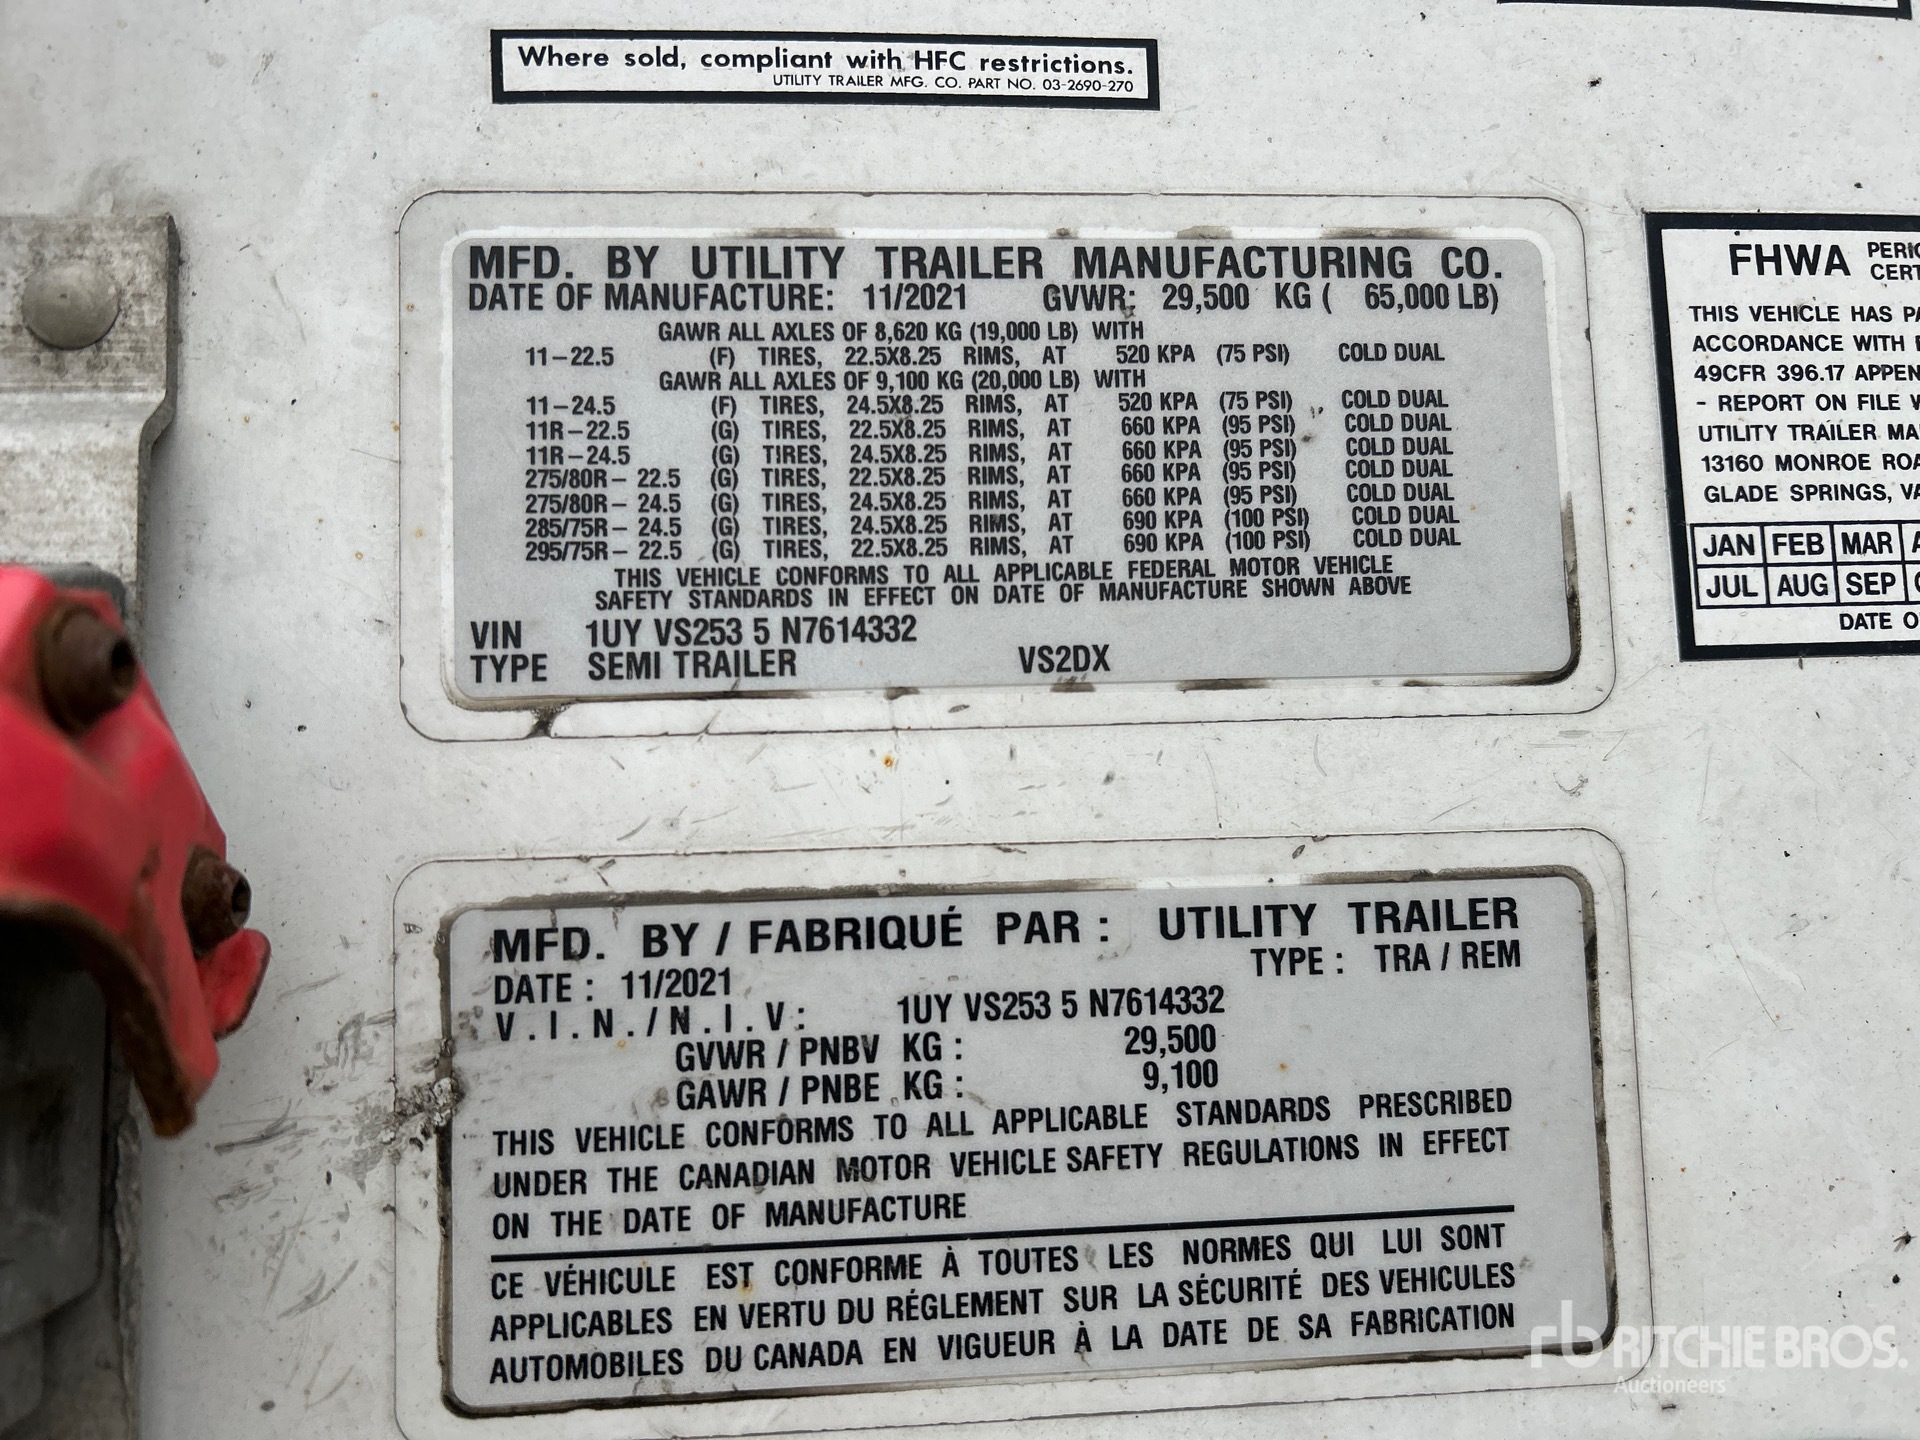 Where sold, compliant with HFC restrictions.
UTILITY TRAILER MFG. CO. PART NO. 03-2690-270
MFD. BY UTILITY TRAILER MANUFACTURING CO.
DATE OF MANUFACTURE: 11/2021 GVWR: 29,500 KG ( 65,000 LB)
GAWR ALL AXLES OF 8,620 KG (19,000 LB) WITH
11-22.5 (F) TIRES, 22.5X8.25 RIMS, AT 520 KPA (75 PSI) COLD DUAL
GAWR ALL AXLES OF 9,100 KG (20,000 LB) WITH
11-24.5 (F) TIRES, 24.5X8.25 RIMS, AT 520 KPA (75 PSI) COLD DUAL
11R-22.5 (G) TIRES, 22.5X8.25 RIMS, AT 660 KPA (95 PSI) COLD DUAL
11R-24.5 (G) TIRES, 24.5X8.25 RIMS, AT 660 KPA (95 PSI) COLD DUAL
275/80R- 22.5 (G) TIRES, 22.5X8.25 RIMS, AT 660 KPA (95 PSI) COLD DUAL
275/80R- 24.5 (G) TIRES, 24.5X8.25 RIMS, AT 660 KPA (95 PSI) COLD DUAL
285/75R- 24.5 (G) TIRES, 24.5X8.25 RIMS, AT 690 KPA (100 PSI) COLD DUAL
295/75R- 22.5 (G) TIRES, 22.5X8.25 RIMS, AT 690 KPA (100 PSI) COLD DUAL
THIS VEHICLE CONFORMS TO ALL APPLICABLE FEDERAL MOTOR VEHICLE
SAFETY STANDARDS IN EFFECT ON DATE OF MANUFACTURE SHOWN ABOVE
VIN 1UY VS253 5 N7614332
TYPE SEMI TRAILER VS2DX
FHWA PERIO
CERT
THIS VEHICLE HAS PA
ACCORDANCE WITH
49CFR 396.17 APPEN
- REPORT ON FILE
UTILITY TRAILER MA
13160 MONROE ROA
GLADE SPRINGS, VA
JAN FEB MAR A
JUL AUG SEP
DATE O
MFD. BY / FABRIQUÉ PAR : UTILITY TRAILER
DATE : 11/2021 TYPE : TRA / REM
V.I.N./N.I.V: 1UY VS253 5 N7614332
GVWR / PNBV KG : 29,500
GAWR / PNBE KG : 9,100
THIS VEHICLE CONFORMS TO ALL APPLICABLE STANDARDS PRESCRIBED
UNDER THE CANADIAN MOTOR VEHICLE SAFETY REGULATIONS IN EFFECT
ON THE DATE OF MANUFACTURE
CE VÉHICULE EST CONFORME À TOUTES LES NORMES QUI LUI SONT
APPLICABLES EN VERTU DU RÉGLEMENT SUR LA SÉCURITÉ DES VEHICULES
AUTOMOBILES DU CANADA EN VIGUEUR À LA DATE DE SA FABRICATION
rb RITCHIE BROS.
Auctioneers